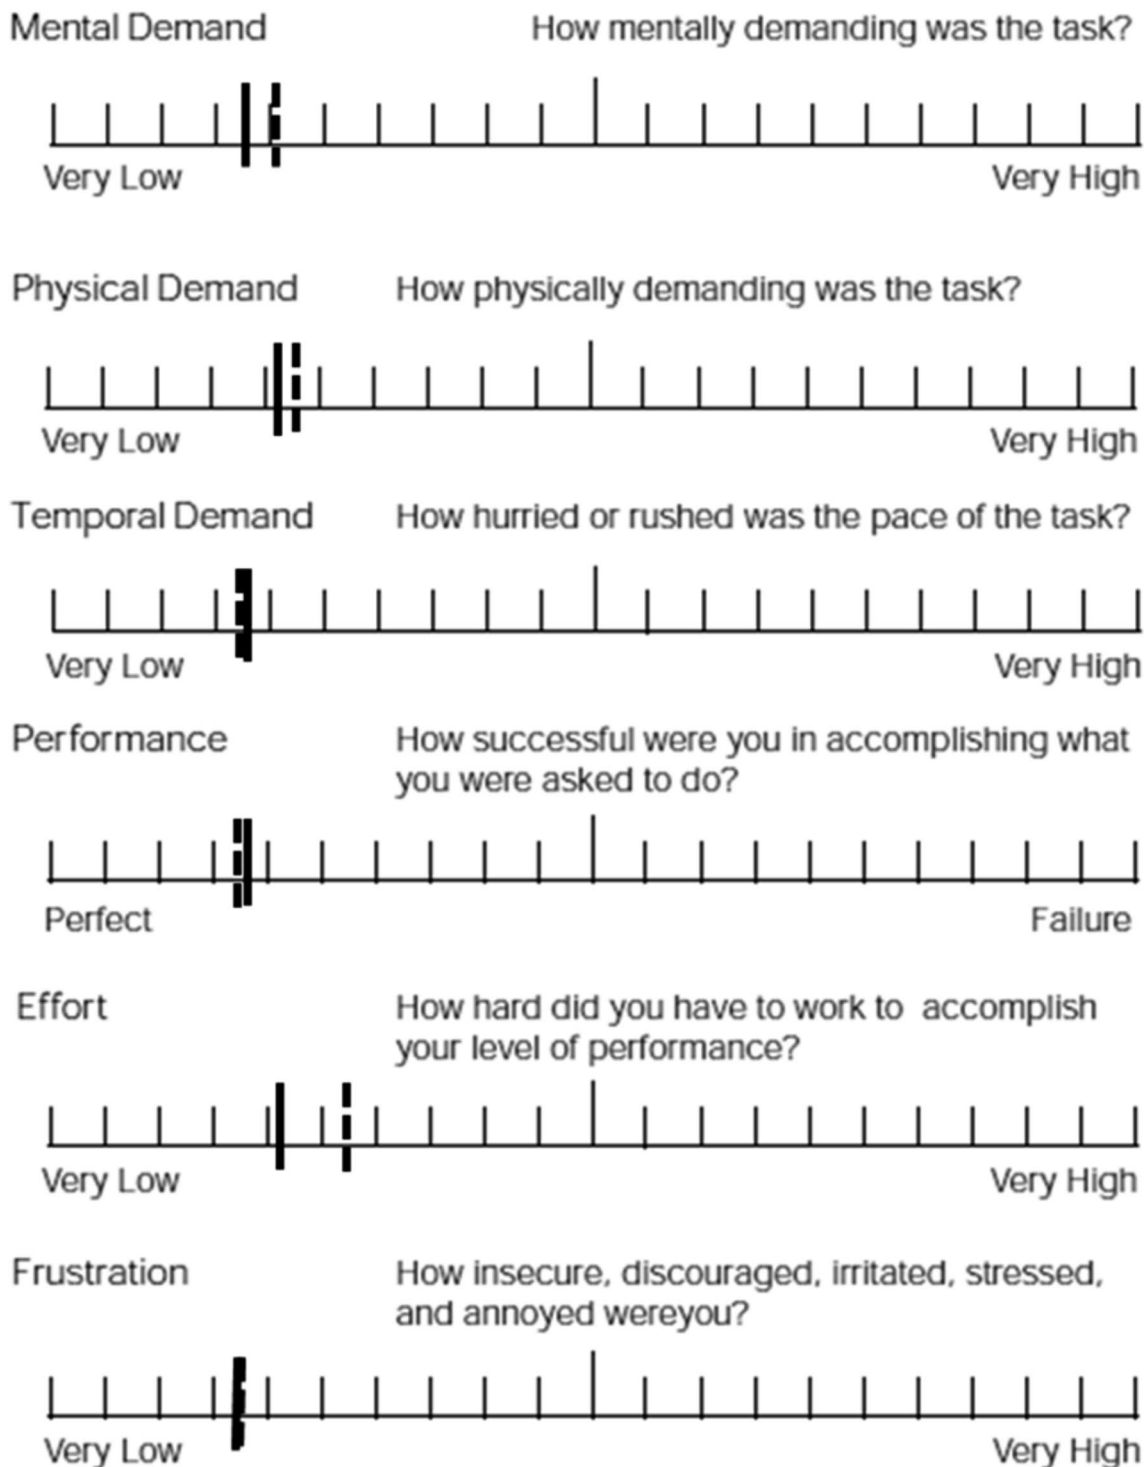 Mental Demand How mentally demanding was the task?
Very Low Very High
Physical Demand How physically demanding was the task?
Very Low Very High
Temporal Demand How hurried or rushed was the pace of the task?
Very Low Very High
Performance How successful were you in accomplishing what
you were asked to do?
Perfect Failure
Effort How hard did you have to work to accomplish
your level of performance?
Very Low Very High
Frustration How insecure, discouraged, irritated, stressed,
and annoyed wereyou?
Very Low Very High